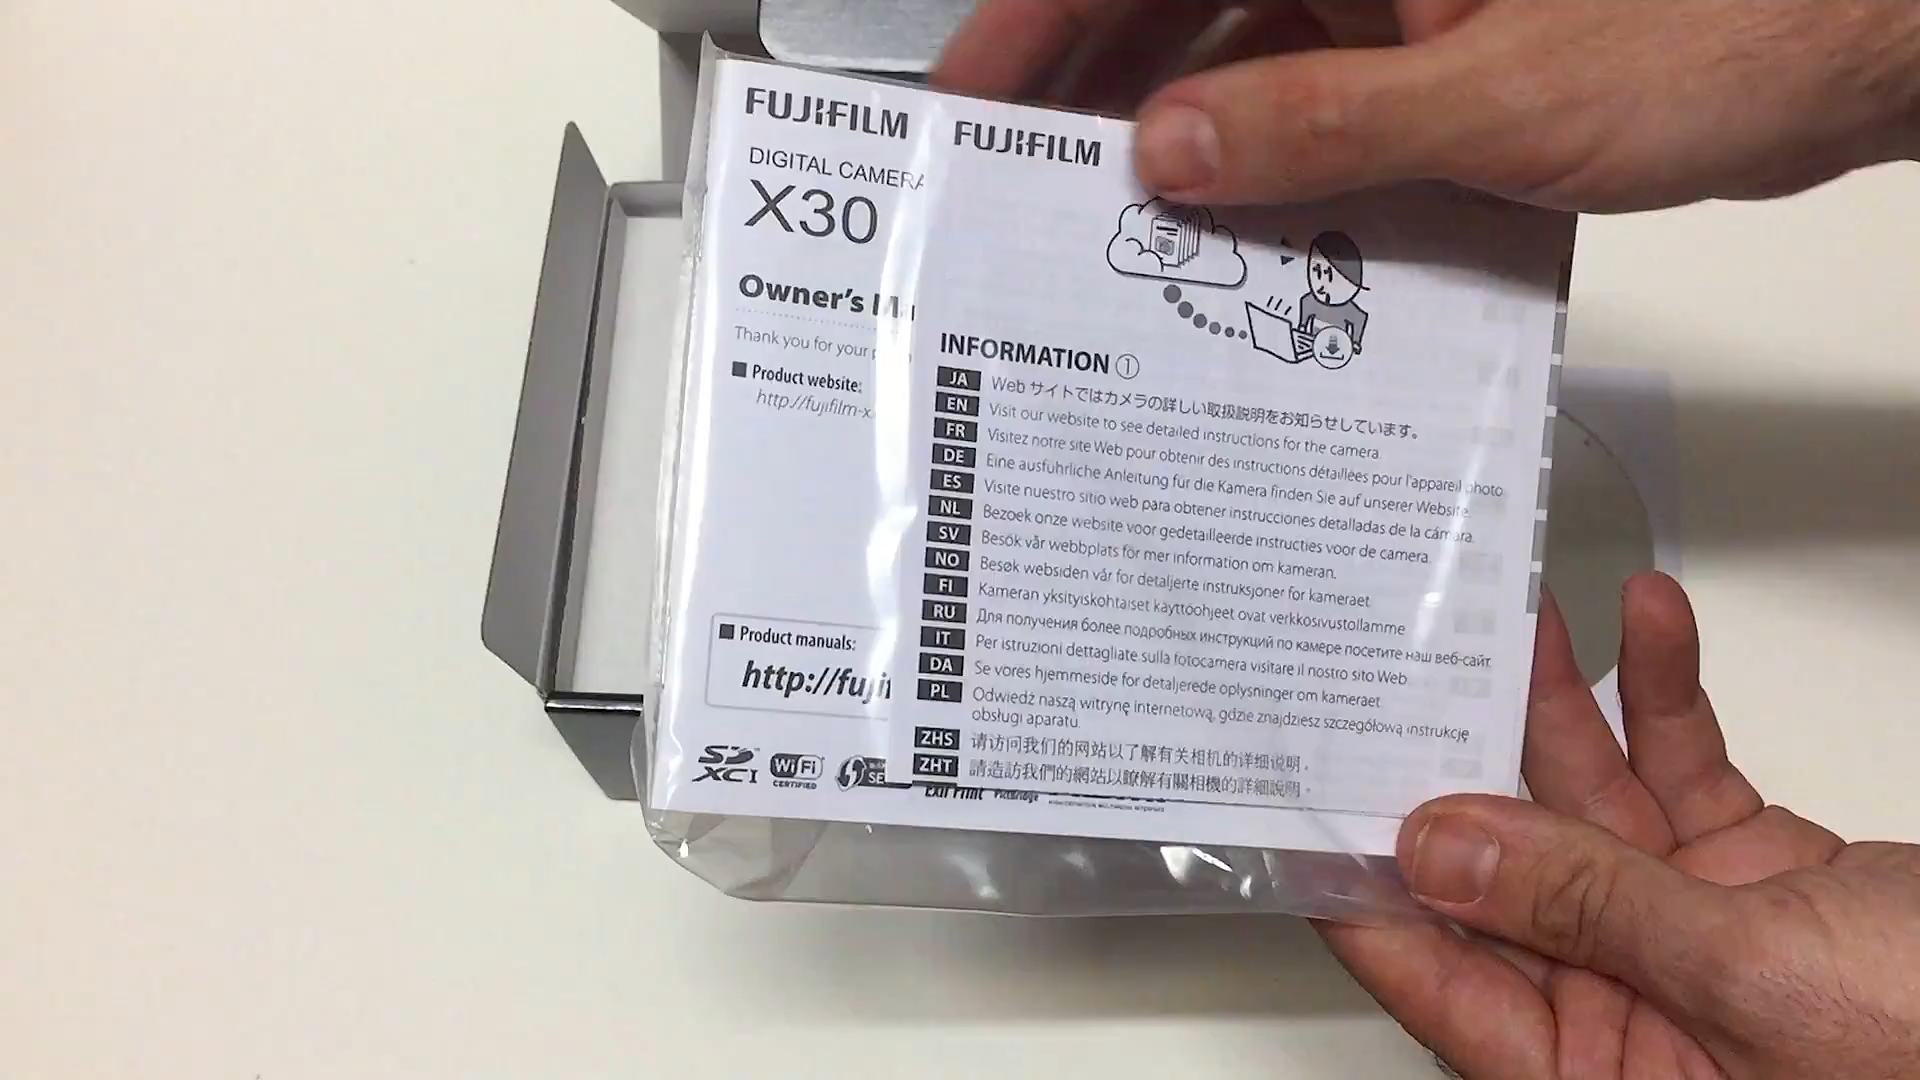 FUJIFILM
DIGITAL CAMERA
X30
Owner's
Thank you for your
■ Product website:
http://fujifilm-x
■ Product manuals:
http://fujifi
SD
XC I
WiFi
CERTIFIED
FUJIFILM
INFORMATION ①
JA Web サイトではカメラの詳しい取扱説明をお知らせしています。
EN Visit our website to see detailed instructions for the camera.
FR Visitez notre site Web pour obtenir des instructions détaillées pour l'appareil photo
DE Eine ausführliche Anleitung für die Kamera finden Sie auf unserer Website.
ES Visite nuestro sitio web para obtener instrucciones detalladas de la cámara.
NL Bezoek onze website voor gedetailleerde instructies voor de camera.
SV Besök vår webbplats för mer information om kameran.
NO Besøk websiden vår for detaljerte instruksjoner for kameraet.
FI Kameran yksityiskohtaiset käyttöohjeet ovat verkkosivustollamme
RU Для получения более подробных инструкций по камере посетите наш веб-сайт.
IT Per istruzioni dettagliate sulla fotocamera visitare il nostro sito Web.
DA Se vores hjemmeside for detaljerede oplysninger om kameraet.
PL Odwiedź naszą witrynę internetową, gdzie znajdziesz szczegółową instrukcję
obsługi aparatu.
ZHS 请访问我们的网站以了解有关相机的详细说明。
ZHT 請造訪我們的網站以瞭解有關相機的詳細說明。
Exif Print PictBridge